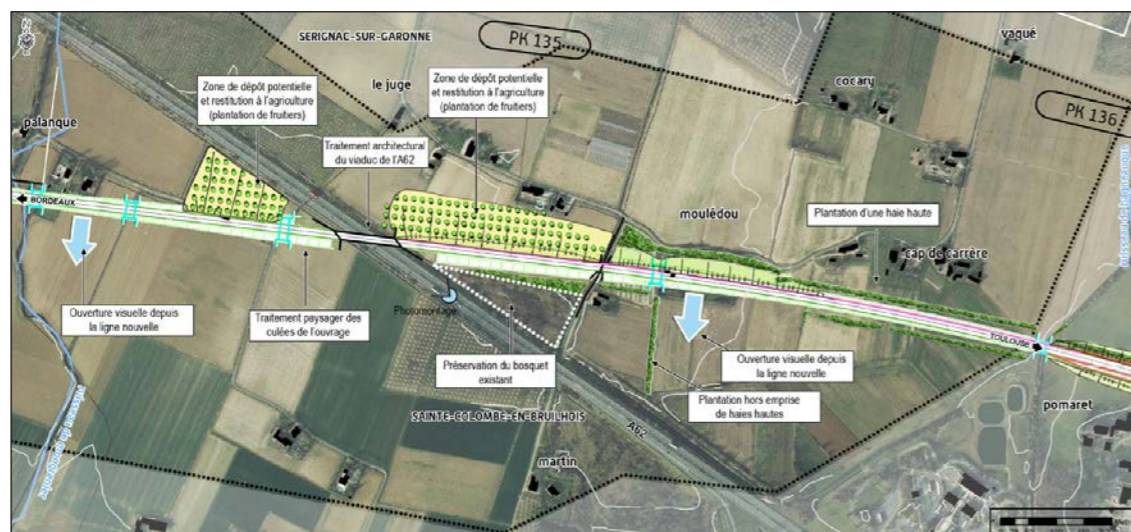 PK 135
SERIGNAC-SUR-GARONNE
vaqué
le juge
cocary
Zone de dépôt potentielle
et restitution à l'agriculture
(plantation de fruitiers)
Zone de dépôt potentielle
et restitution à l'agriculture
(plantation de fruitiers)
PK 136
palanque
Traitement architectural
du viaduc de l'A62
moulédou
Plantation d'une haie haute
cap de carrère
BORDEAUX
Photomontage
Ouverture visuelle depuis
la ligne nouvelle
Traitement paysager des
culées de l'ouvrage
TOULOUSE
Préservation du bosquet
existant
Ouverture visuelle depuis
la ligne nouvelle
Plantation hors emprise
de haies hautes
SAINTE-COLOMBE-EN-BRUILHOIS
A62
pomaret
martin